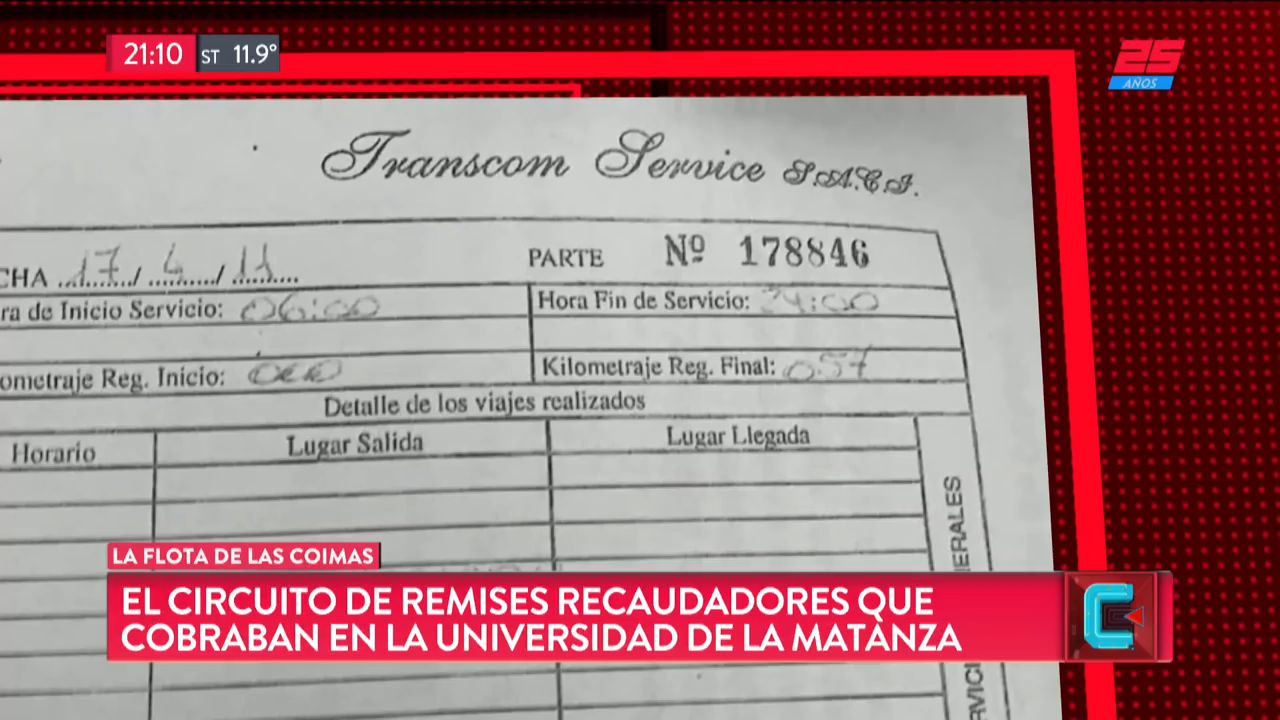 21:10 ST 11.9°
25
AÑOS
Transcom Service S.A.C.I.
CHA 17/4/11
PARTE Nº 178846
ra de Inicio Servicio: 06:00
Hora Fin de Servicio: 24:00
ometraje Reg. Inicio: 000
Kilometraje Reg. Final: 057
Detalle de los viajes realizados
Horario Lugar Salida Lugar Llegada
IERALES
RVICI
LA FLOTA DE LAS COIMAS
EL CIRCUITO DE REMISES RECAUDADORES QUE
COBRABAN EN LA UNIVERSIDAD DE LA MATANZA
C